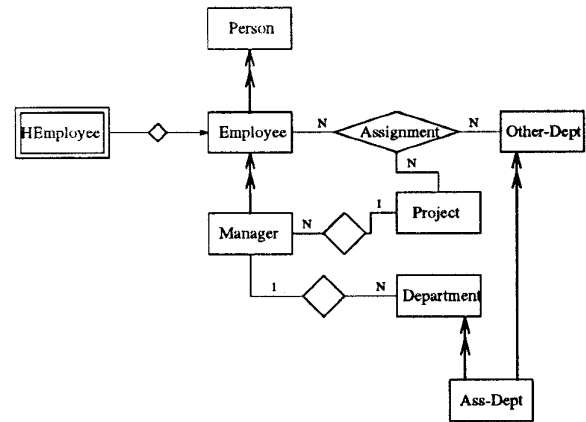 Person
HEmployee
Employee
N
Assignment
N
Other-Dept
N
Manager
N
1
Project
1
N
Department
Ass-Dept